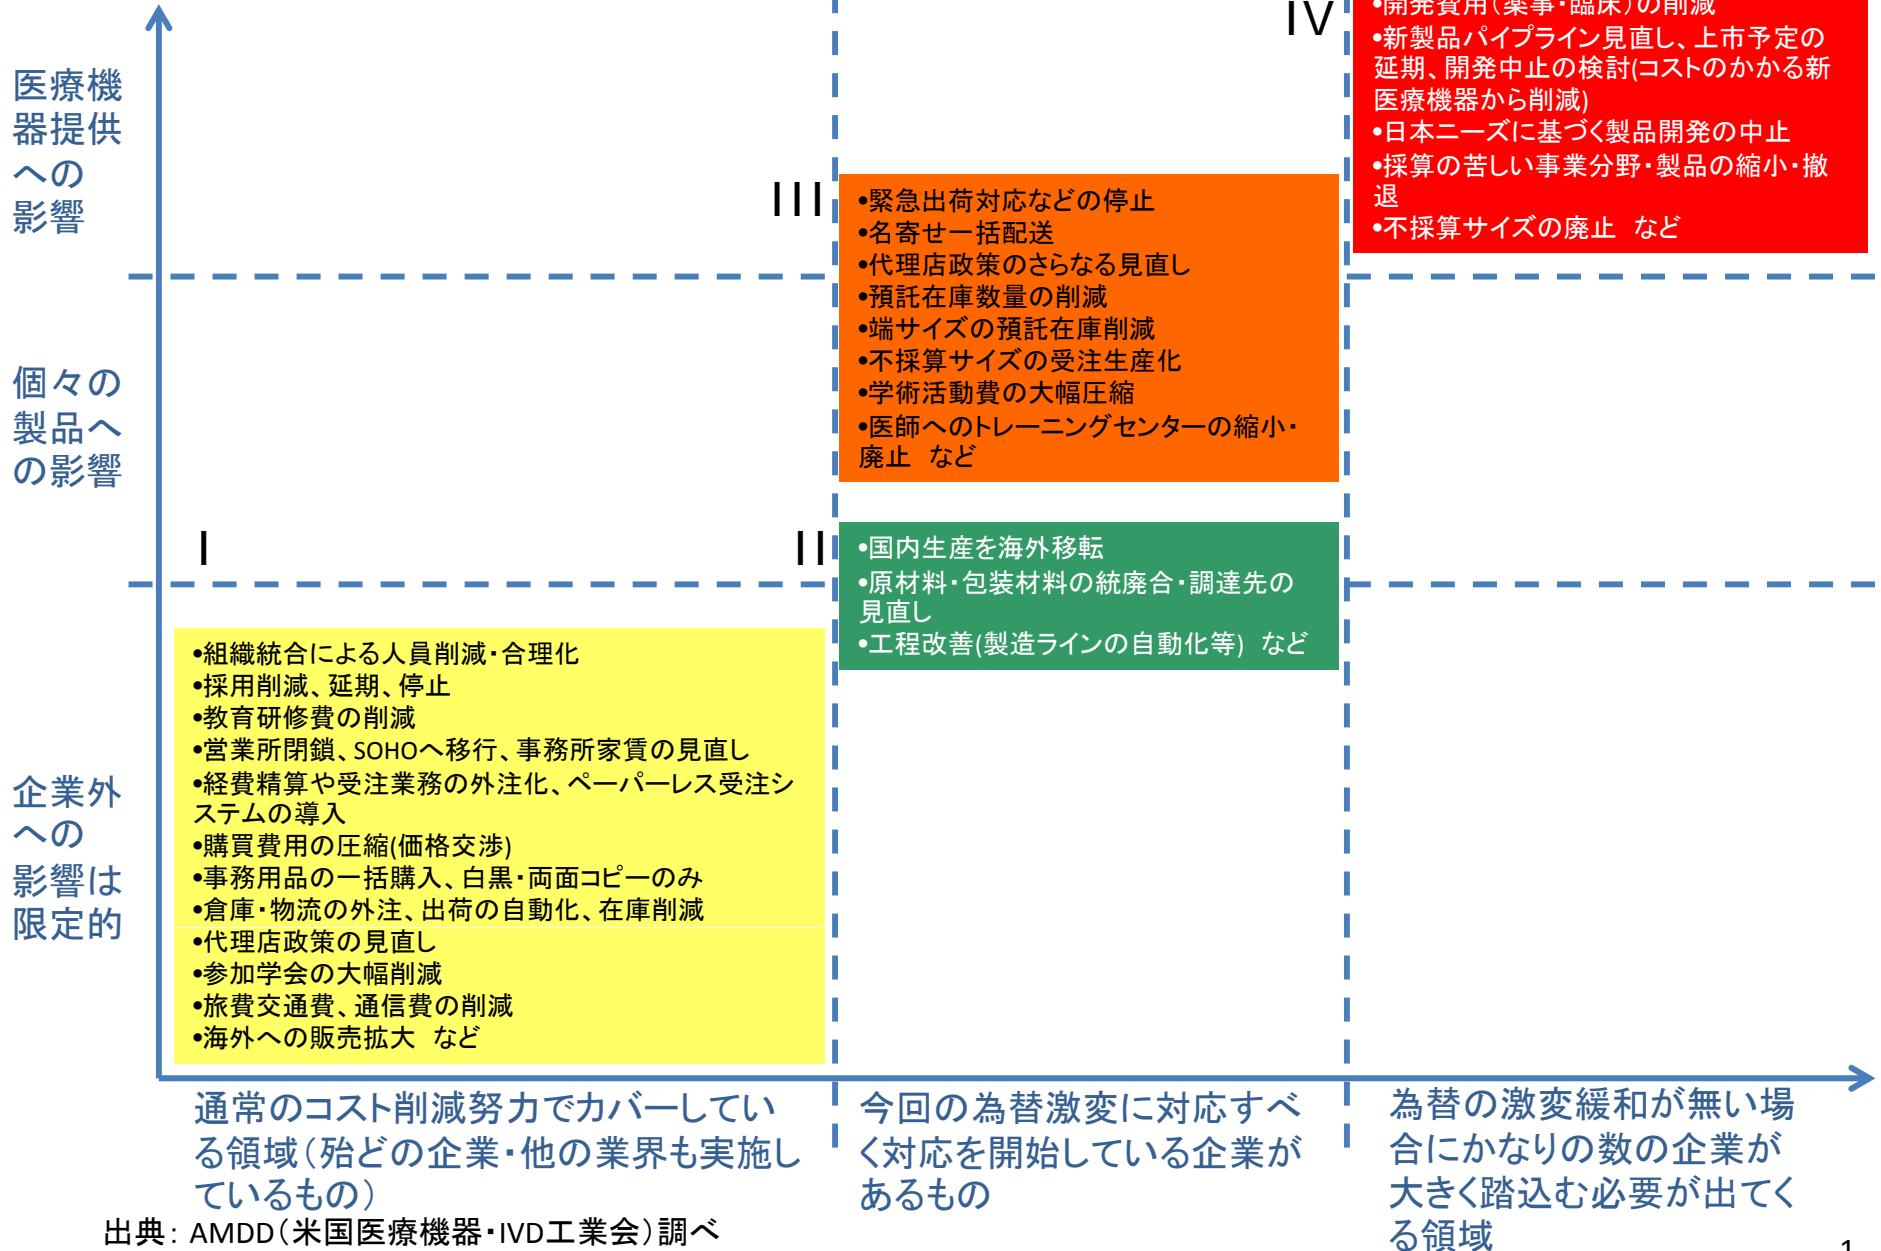 IV
•開発費用（薬事・臨床）の削減
•新製品パイプライン見直し、上市予定の
延期、開発中止の検討(コストのかかる新
医療機器から削減)
•日本ニーズに基づく製品開発の中止
•採算の苦しい事業分野・製品の縮小・撤
退
•不採算サイズの廃止 など
医療機
器提供
への
影響
III
•緊急出荷対応などの停止
•名寄せ一括配送
•代理店政策のさらなる見直し
•預託在庫数量の削減
•端サイズの預託在庫削減
•不採算サイズの受注生産化
•学術活動費の大幅圧縮
•医師へのトレーニングセンターの縮小・
廃止 など
個々の
製品へ
の影響
I
II
•国内生産を海外移転
•原材料・包装材料の統廃合・調達先の
見直し
•工程改善(製造ラインの自動化等) など
•組織統合による人員削減・合理化
•採用削減、延期、停止
•教育研修費の削減
•営業所閉鎖、SOHOへ移行、事務所家賃の見直し
•経費精算や受注業務の外注化、ペーパーレス受注シ
ステムの導入
•購買費用の圧縮(価格交渉)
•事務用品の一括購入、白黒・両面コピーのみ
•倉庫・物流の外注、出荷の自動化、在庫削減
•代理店政策の見直し
•参加学会の大幅削減
•旅費交通費、通信費の削減
•海外への販売拡大 など
企業外
への
影響は
限定的
通常のコスト削減努力でカバーしてい
る領域（殆どの企業・他の業界も実施し
ているもの）
今回の為替激変に対応すべ
く対応を開始している企業が
あるもの
為替の激変緩和が無い場
合にかなりの数の企業が
大きく踏込む必要が出てく
る領域
出典：AMDD（米国医療機器・IVD工業会）調べ
1